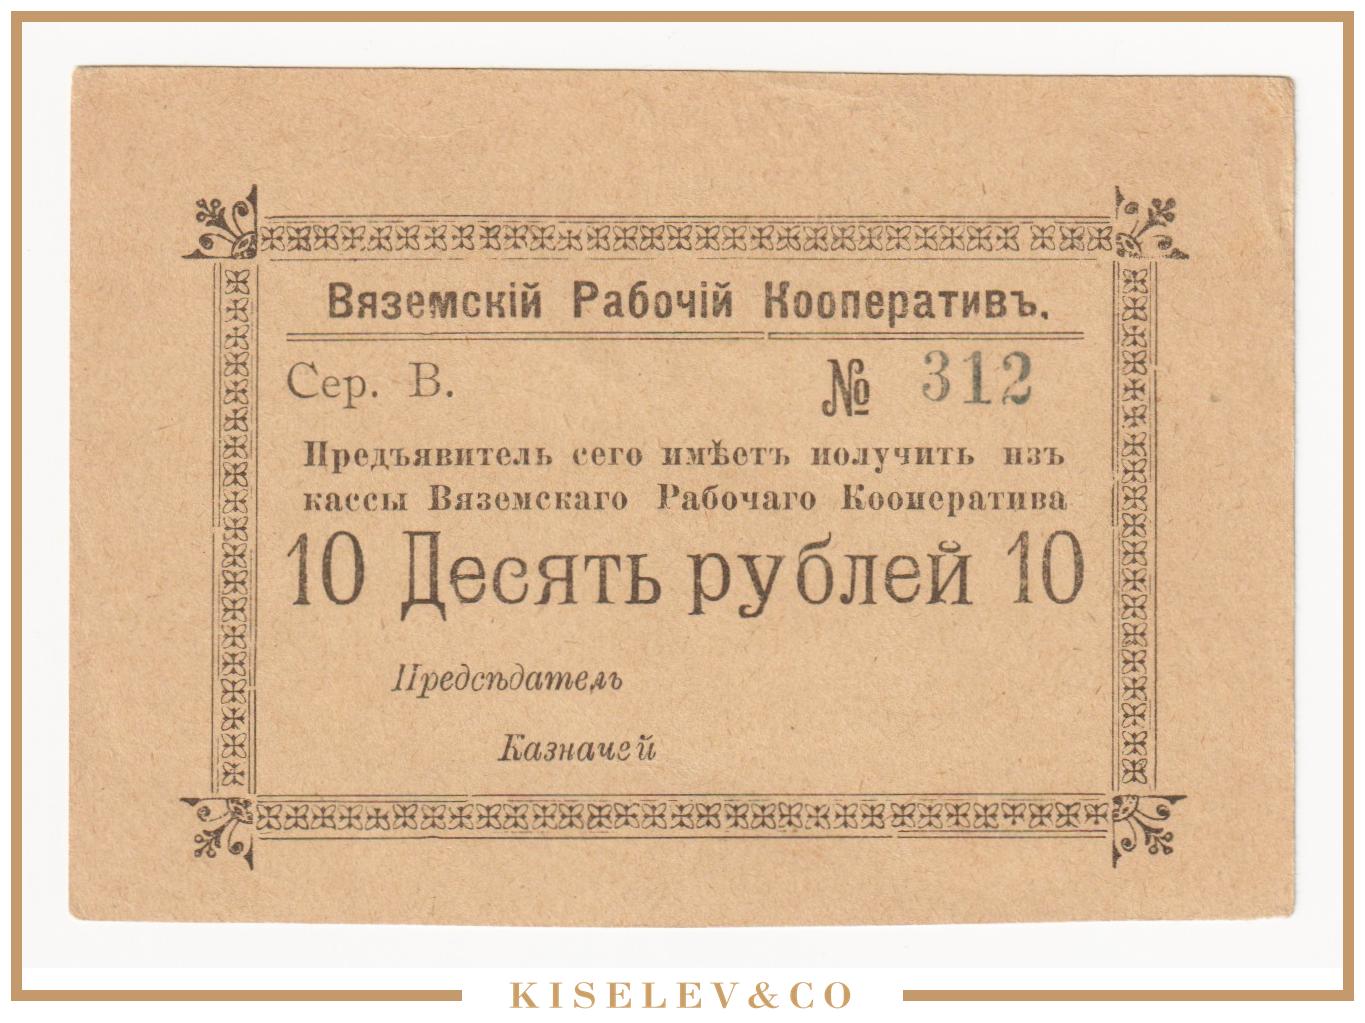 Вяземскій Рабочій Кооперативъ.
Сер. В. № 312
Предъявитель сего имѣетъ получить изъ
кассы Вяземскаго Рабочаго Кооператива
10 Десять рублей 10
Предсѣдатель
Казначей
KISELEV&CO